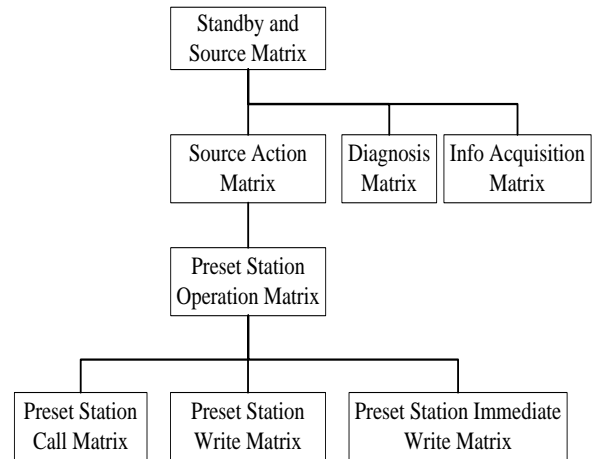 Standby and
Source Matrix
Source Action
Matrix
Diagnosis
Matrix
Info Acquisition
Matrix
Preset Station
Operation Matrix
Preset Station
Call Matrix
Preset Station
Write Matrix
Preset Station Immediate
Write Matrix